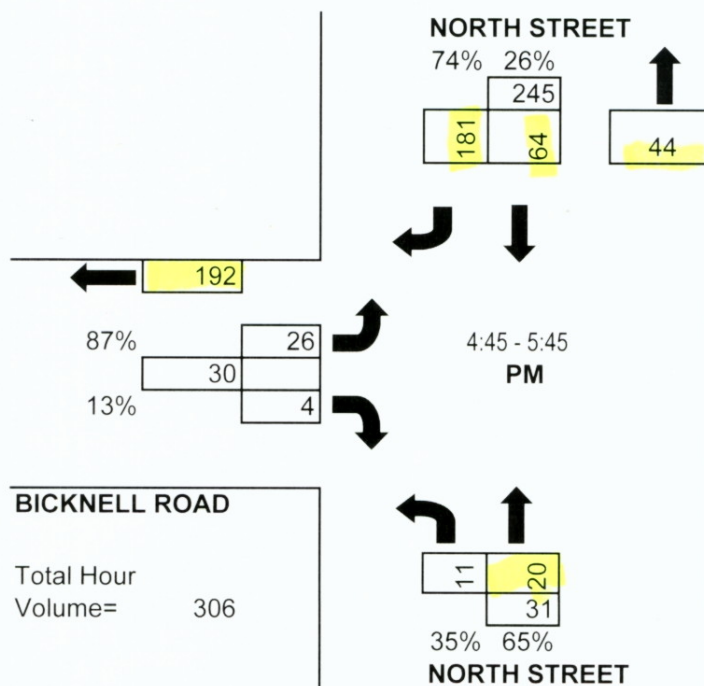 NORTH STREET
74% 26%
245
181 64 44
192
87% 26
30
13% 4
4:45 - 5:45
PM
BICKNELL ROAD
Total Hour
Volume= 306
11 20
31
35% 65%
NORTH STREET